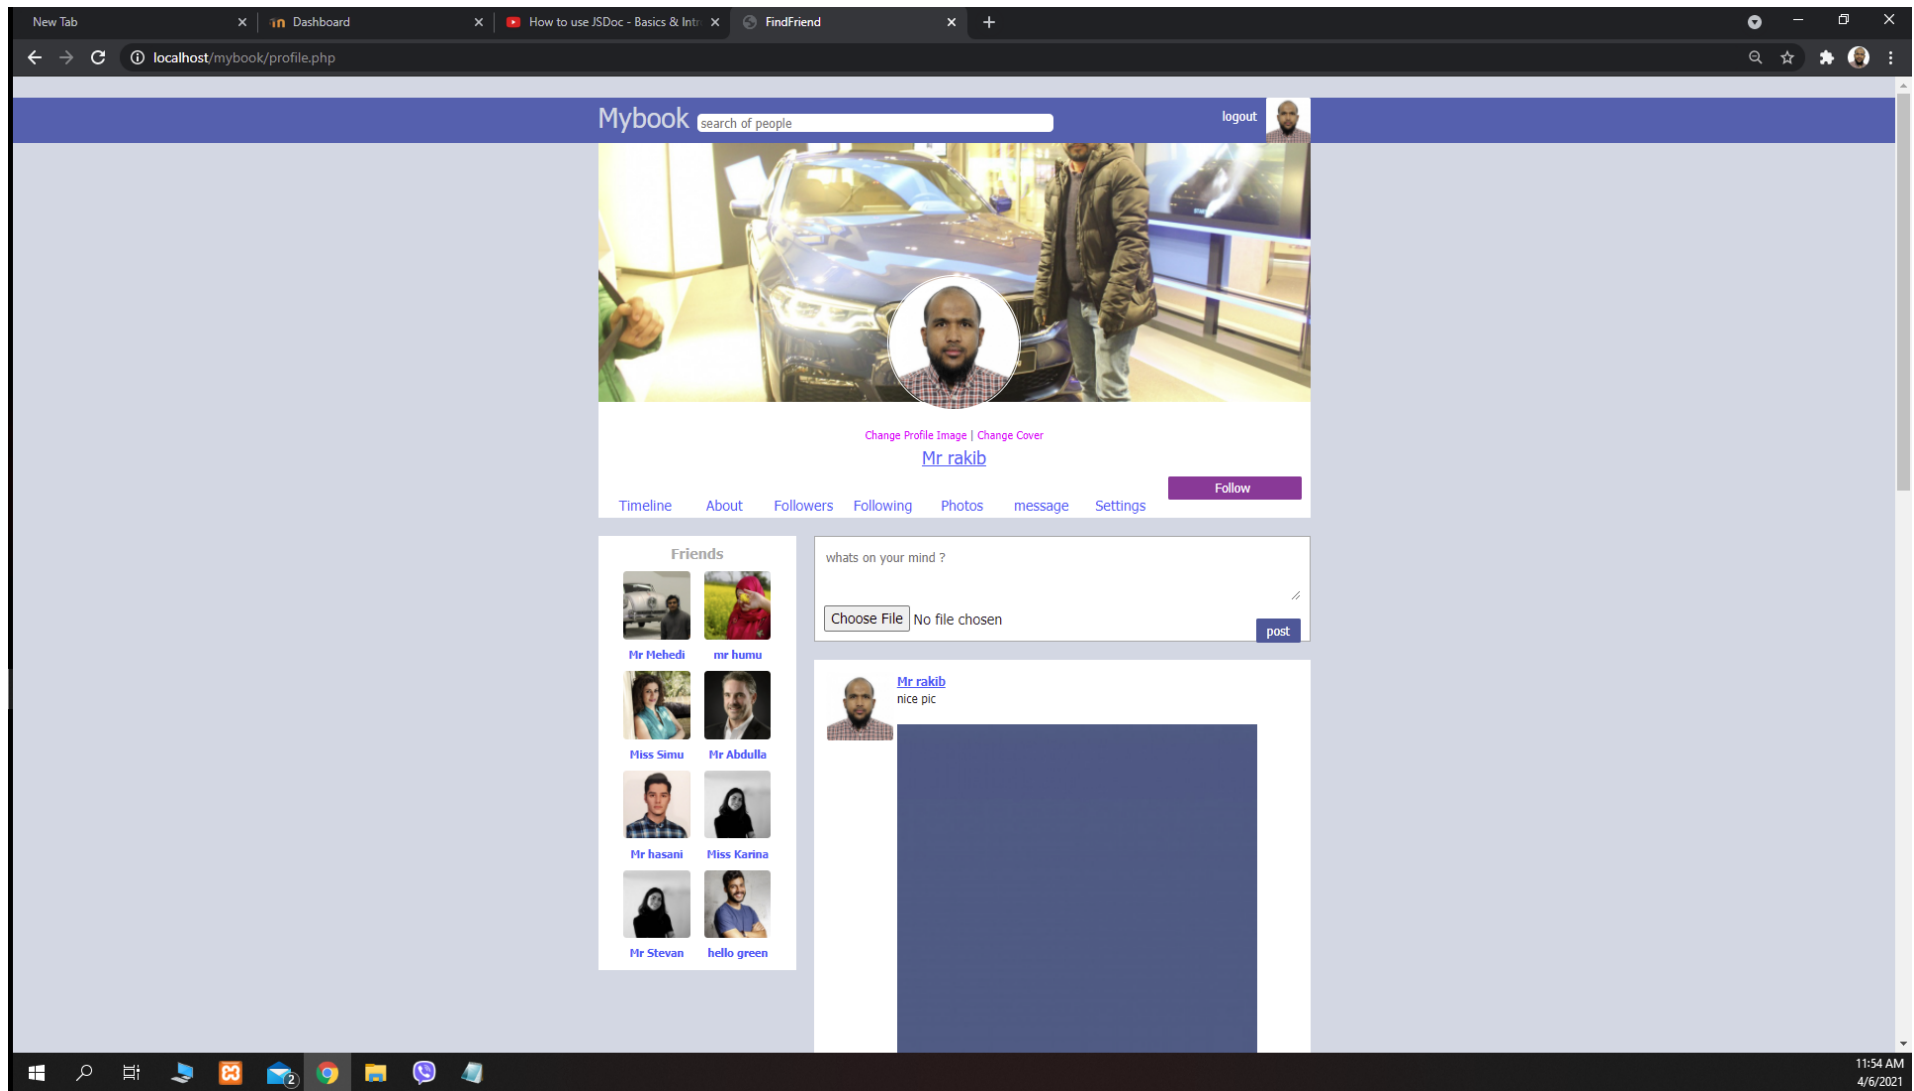 New Tab
Dashboard
How to use JSDoc - Basics & Intr
FindFriend
localhost/mybook/profile.php
Mybook
search of people
logout
Change Profile Image | Change Cover
Mr rakib
Follow
Timeline About Followers Following Photos message Settings
Friends
Mr Mehedi mr humu
Miss Simu Mr Abdulla
Mr hasani Miss Karina
Mr Stevan hello green
whats on your mind ?
Choose File No file chosen
post
Mr rakib
nice pic
2
11:54 AM
4/6/2021